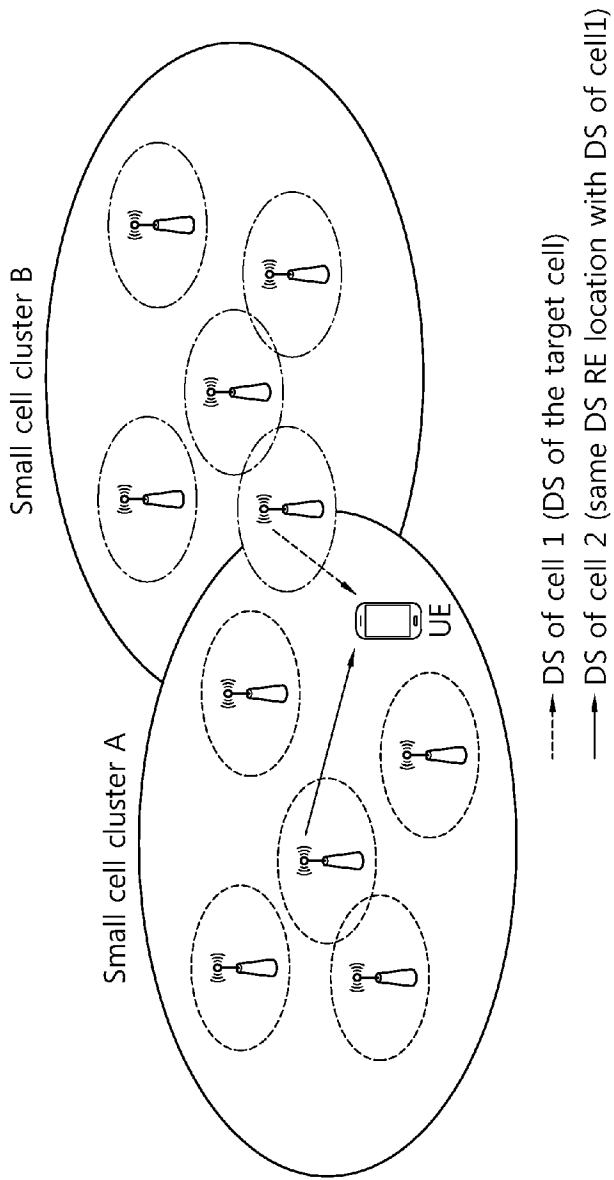 Small cell cluster B
Small cell cluster A
UE
DS of cell 1 (DS of the target cell)
DS of cell 2 (same DS RE location with DS of cell1)